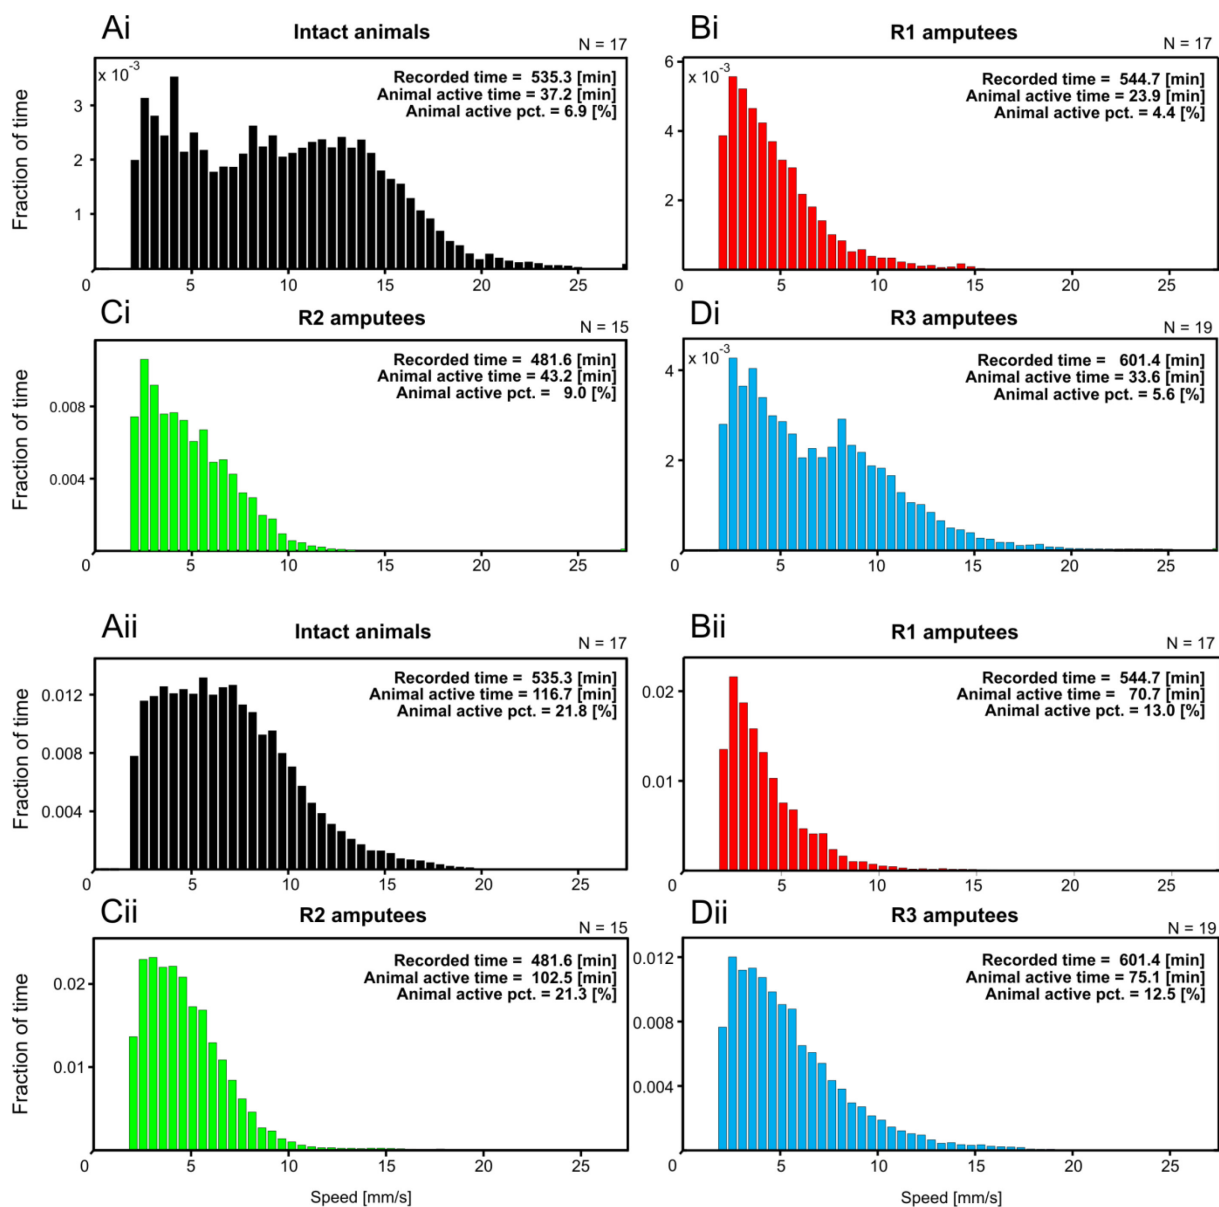 Ai
Intact animals
N = 17
x 10^-3
Recorded time = 535.3 [min]
Animal active time = 37.2 [min]
Animal active pct. = 6.9 [%]
Fraction of time
3
2
1
0 5 10 15 20 25
Bi
R1 amputees
N = 17
x 10^-3
Recorded time = 544.7 [min]
Animal active time = 23.9 [min]
Animal active pct. = 4.4 [%]
6
4
2
0 5 10 15 20 25
Ci
R2 amputees
N = 15
Recorded time = 481.6 [min]
Animal active time = 43.2 [min]
Animal active pct. = 9.0 [%]
Fraction of time
0.008
0.004
0 5 10 15 20 25
Di
R3 amputees
N = 19
x 10^-3
Recorded time = 601.4 [min]
Animal active time = 33.6 [min]
Animal active pct. = 5.6 [%]
4
2
0 5 10 15 20 25
Aii
Intact animals
N = 17
Recorded time = 535.3 [min]
Animal active time = 116.7 [min]
Animal active pct. = 21.8 [%]
Fraction of time
0.012
0.008
0.004
0 5 10 15 20 25
Bii
R1 amputees
N = 17
Recorded time = 544.7 [min]
Animal active time = 70.7 [min]
Animal active pct. = 13.0 [%]
0.02
0.01
0 5 10 15 20 25
Cii
R2 amputees
N = 15
Recorded time = 481.6 [min]
Animal active time = 102.5 [min]
Animal active pct. = 21.3 [%]
Fraction of time
0.02
0.01
0 5 10 15 20 25
Speed [mm/s]
Dii
R3 amputees
N = 19
Recorded time = 601.4 [min]
Animal active time = 75.1 [min]
Animal active pct. = 12.5 [%]
0.012
0.008
0.004
0 5 10 15 20 25
Speed [mm/s]